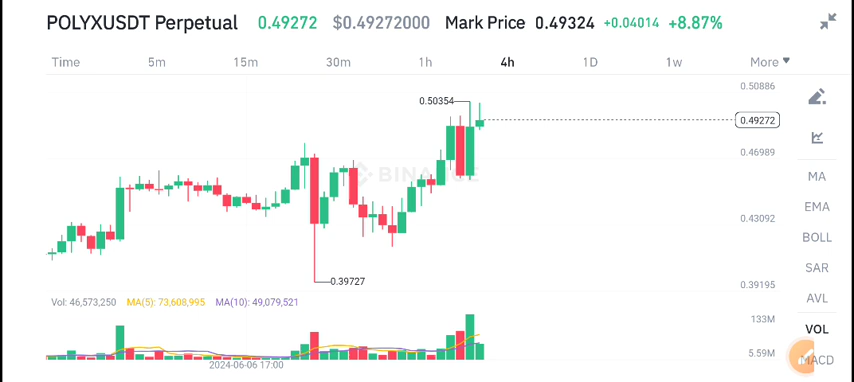 POLYXUSDT Perpetual 0.49272 $0.49272000 Mark Price 0.49324 +0.04014 +8.87%
Time 5m 15m 30m 1h 4h 1D 1w More
0.50886
0.50354
0.49272
0.46989
BINANCE
MA
EMA
0.43092
BOLL
SAR
0.39727
0.39195
AVL
Vol: 46,573,250 MA(5): 73,608,995 MA(10): 49,079,521
133M
VOL
5.59M
MACD
2024-06-06 17:00